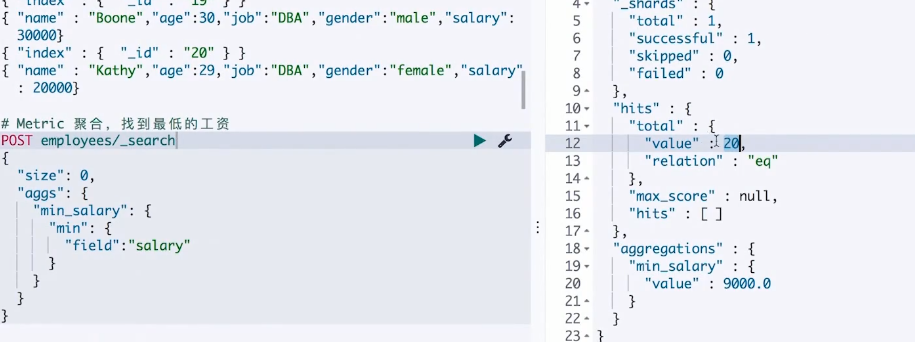 { "index" : {  "_id" : "19" } }
{ "name" : "Boone","age":30,"job":"DBA","gender":"male","salary":
30000}
{ "index" : {  "_id" : "20" } }
{ "name" : "Kathy","age":29,"job":"DBA","gender":"female","salary"
: 20000}
# Metric 聚合，找到最低的工资
POST employees/_search
{
"size": 0,
"aggs": {
"min_salary": {
"min": {
"field":"salary"
}
}
}
}
4 "_shards" : {
5 "total" : 1,
6 "successful" : 1,
7 "skipped" : 0,
8 "failed" : 0
9 },
10 "hits" : {
11 "total" : {
12 "value" : 20,
13 "relation" : "eq"
14 },
15 "max_score" : null,
16 "hits" : [ ]
17 },
18 "aggregations" : {
19 "min_salary" : {
20 "value" : 9000.0
21 }
22 }
23 }